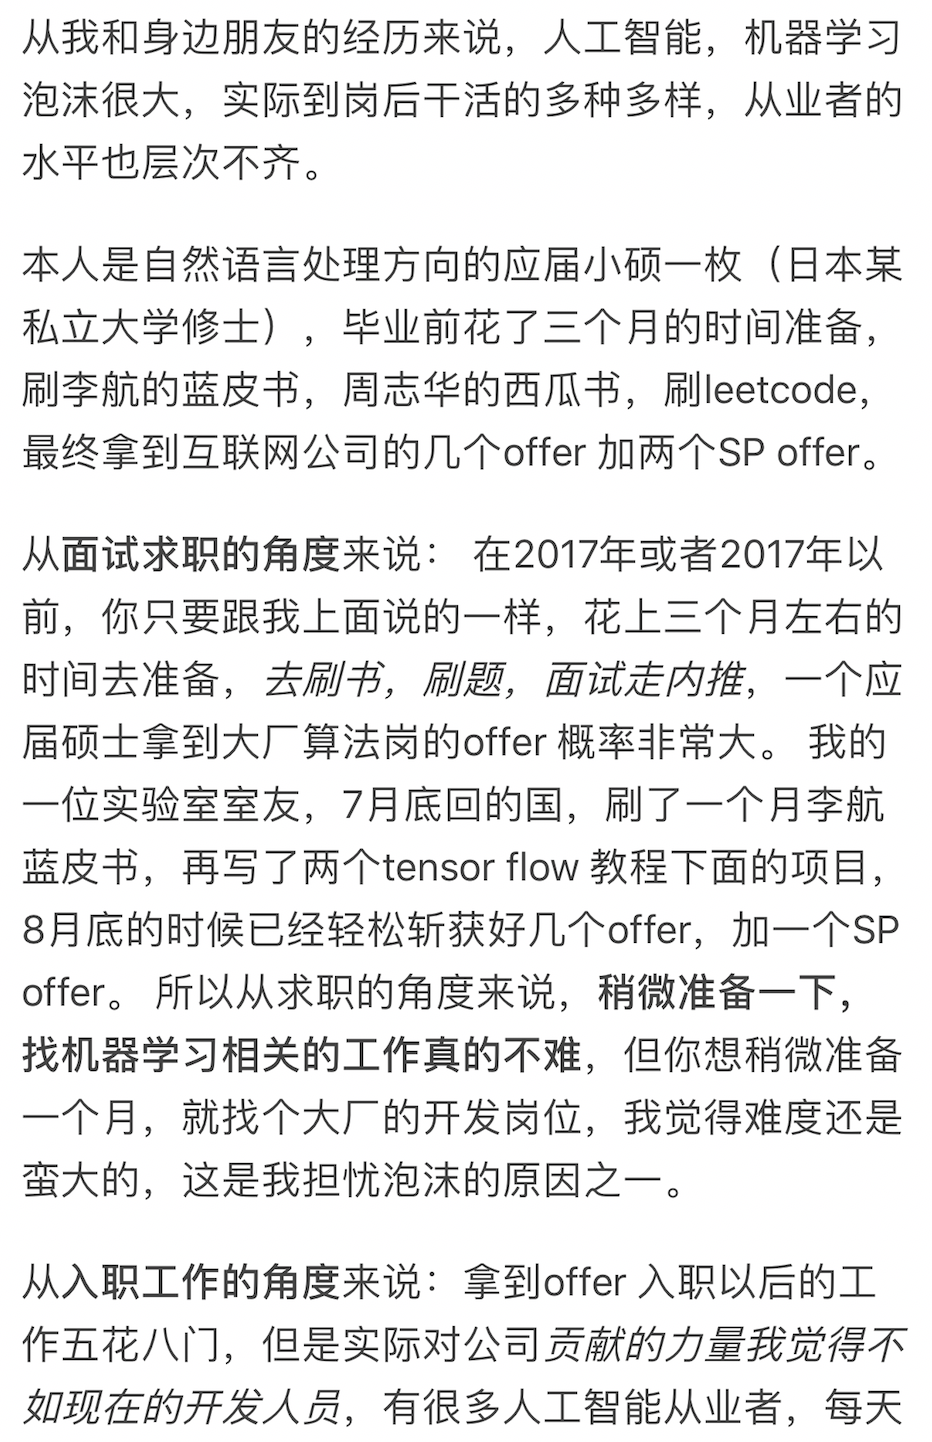 从我和身边朋友的经历来说，人工智能，机器学习
泡沫很大，实际到岗后干活的多种多样，从业者的
水平也层次不齐。
本人是自然语言处理方向的应届小硕一枚（日本某
私立大学修士），毕业前花了三个月的时间准备，
刷李航的蓝皮书，周志华的西瓜书，刷leetcode，
最终拿到互联网公司的几个offer 加两个SP offer。
从面试求职的角度来说： 在2017年或者2017年以
前，你只要跟我上面说的一样，花上三个月左右的
时间去准备，去刷书，刷题，面试走内推，一个应
届硕士拿到大厂算法岗的offer 概率非常大。 我的
一位实验室室友，7月底回的国，刷了一个月李航
蓝皮书，再写了两个tensor flow 教程下面的项目，
8月底的时候已经轻松斩获好几个offer，加一个SP
offer。 所以从求职的角度来说，稍微准备一下，
找机器学习相关的工作真的不难，但你想稍微准备
一个月，就找个大厂的开发岗位，我觉得难度还是
蛮大的，这是我担忧泡沫的原因之一。
从入职工作的角度来说：拿到offer 入职以后的工
作五花八门，但是实际对公司贡献的力量我觉得不
如现在的开发人员，有很多人工智能从业者，每天